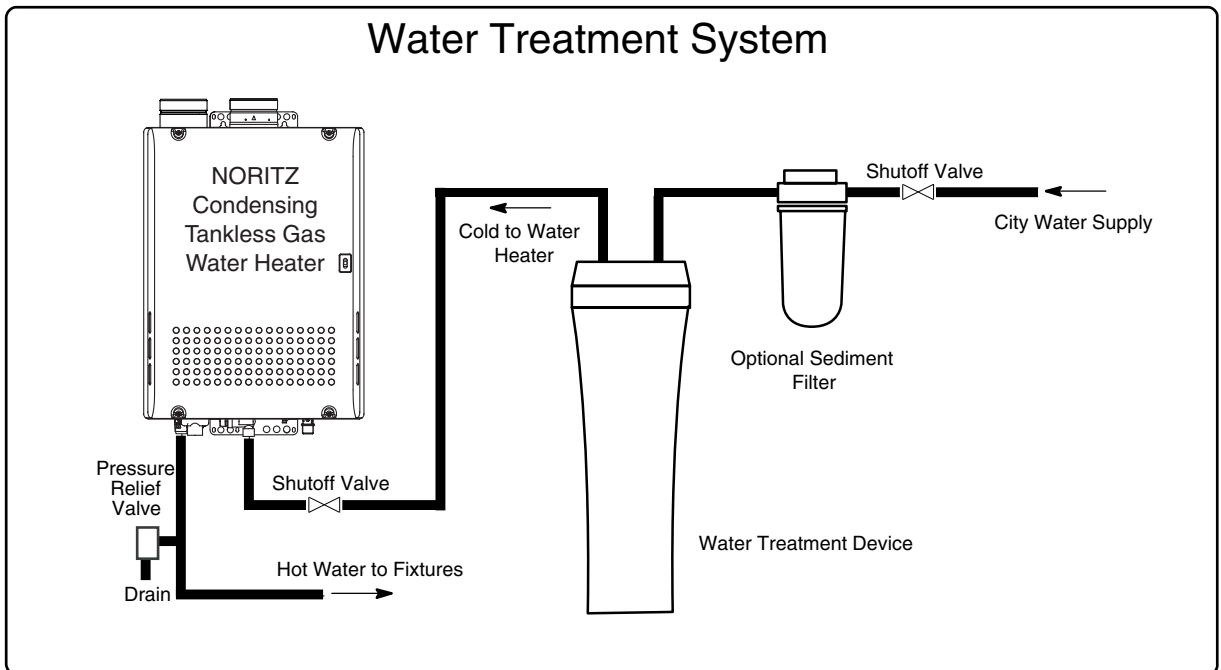 Water Treatment System
NORITZ
Condensing
Tankless Gas
Water Heater
Shutoff Valve
City Water Supply
Cold to Water
Heater
Optional Sediment
Filter
Pressure
Relief
Valve
Shutoff Valve
Water Treatment Device
Hot Water to Fixtures
Drain